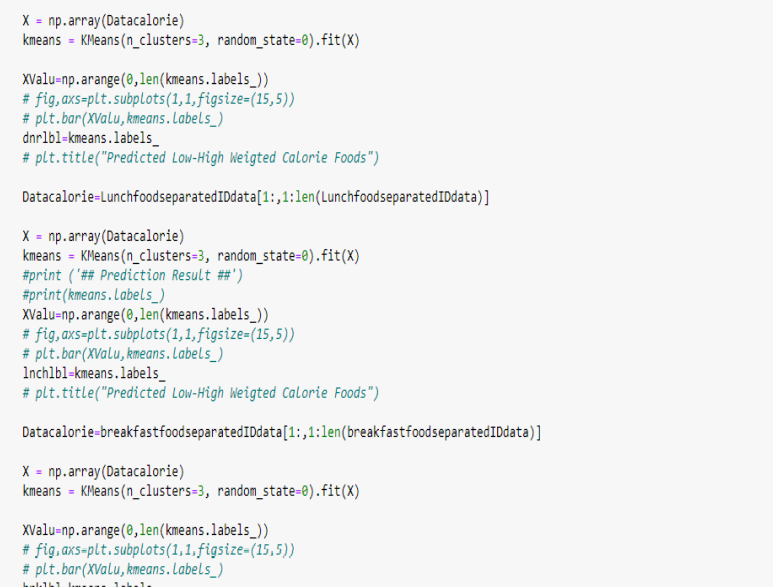 X = np.array(Datacalorie)
kmeans = KMeans(n_clusters=3, random_state=0).fit(X)
XValu=np.arange(0,len(kmeans.labels_))
# fig,axs=plt.subplots(1,1,figsize=(15,5))
# plt.bar(XValu,kmeans.labels_)
dnrlbl=kmeans.labels_
# plt.title("Predicted Low-High Weigted Calorie Foods")
Datacalorie=LunchfoodseparatedIDdata[1:,1:len(LunchfoodseparatedIDdata)]
X = np.array(Datacalorie)
kmeans = KMeans(n_clusters=3, random_state=0).fit(X)
#print ('## Prediction Result ##')
#print(kmeans.labels_)
XValu=np.arange(0,len(kmeans.labels_))
# fig,axs=plt.subplots(1,1,figsize=(15,5))
# plt.bar(XValu,kmeans.labels_)
lnchlbl=kmeans.labels_
# plt.title("Predicted Low-High Weigted Calorie Foods")
Datacalorie=breakfastfoodseparatedIDdata[1:,1:len(breakfastfoodseparatedIDdata)]
X = np.array(Datacalorie)
kmeans = KMeans(n_clusters=3, random_state=0).fit(X)
XValu=np.arange(0,len(kmeans.labels_))
# fig,axs=plt.subplots(1,1,figsize=(15,5))
# plt.bar(XValu,kmeans.labels_)